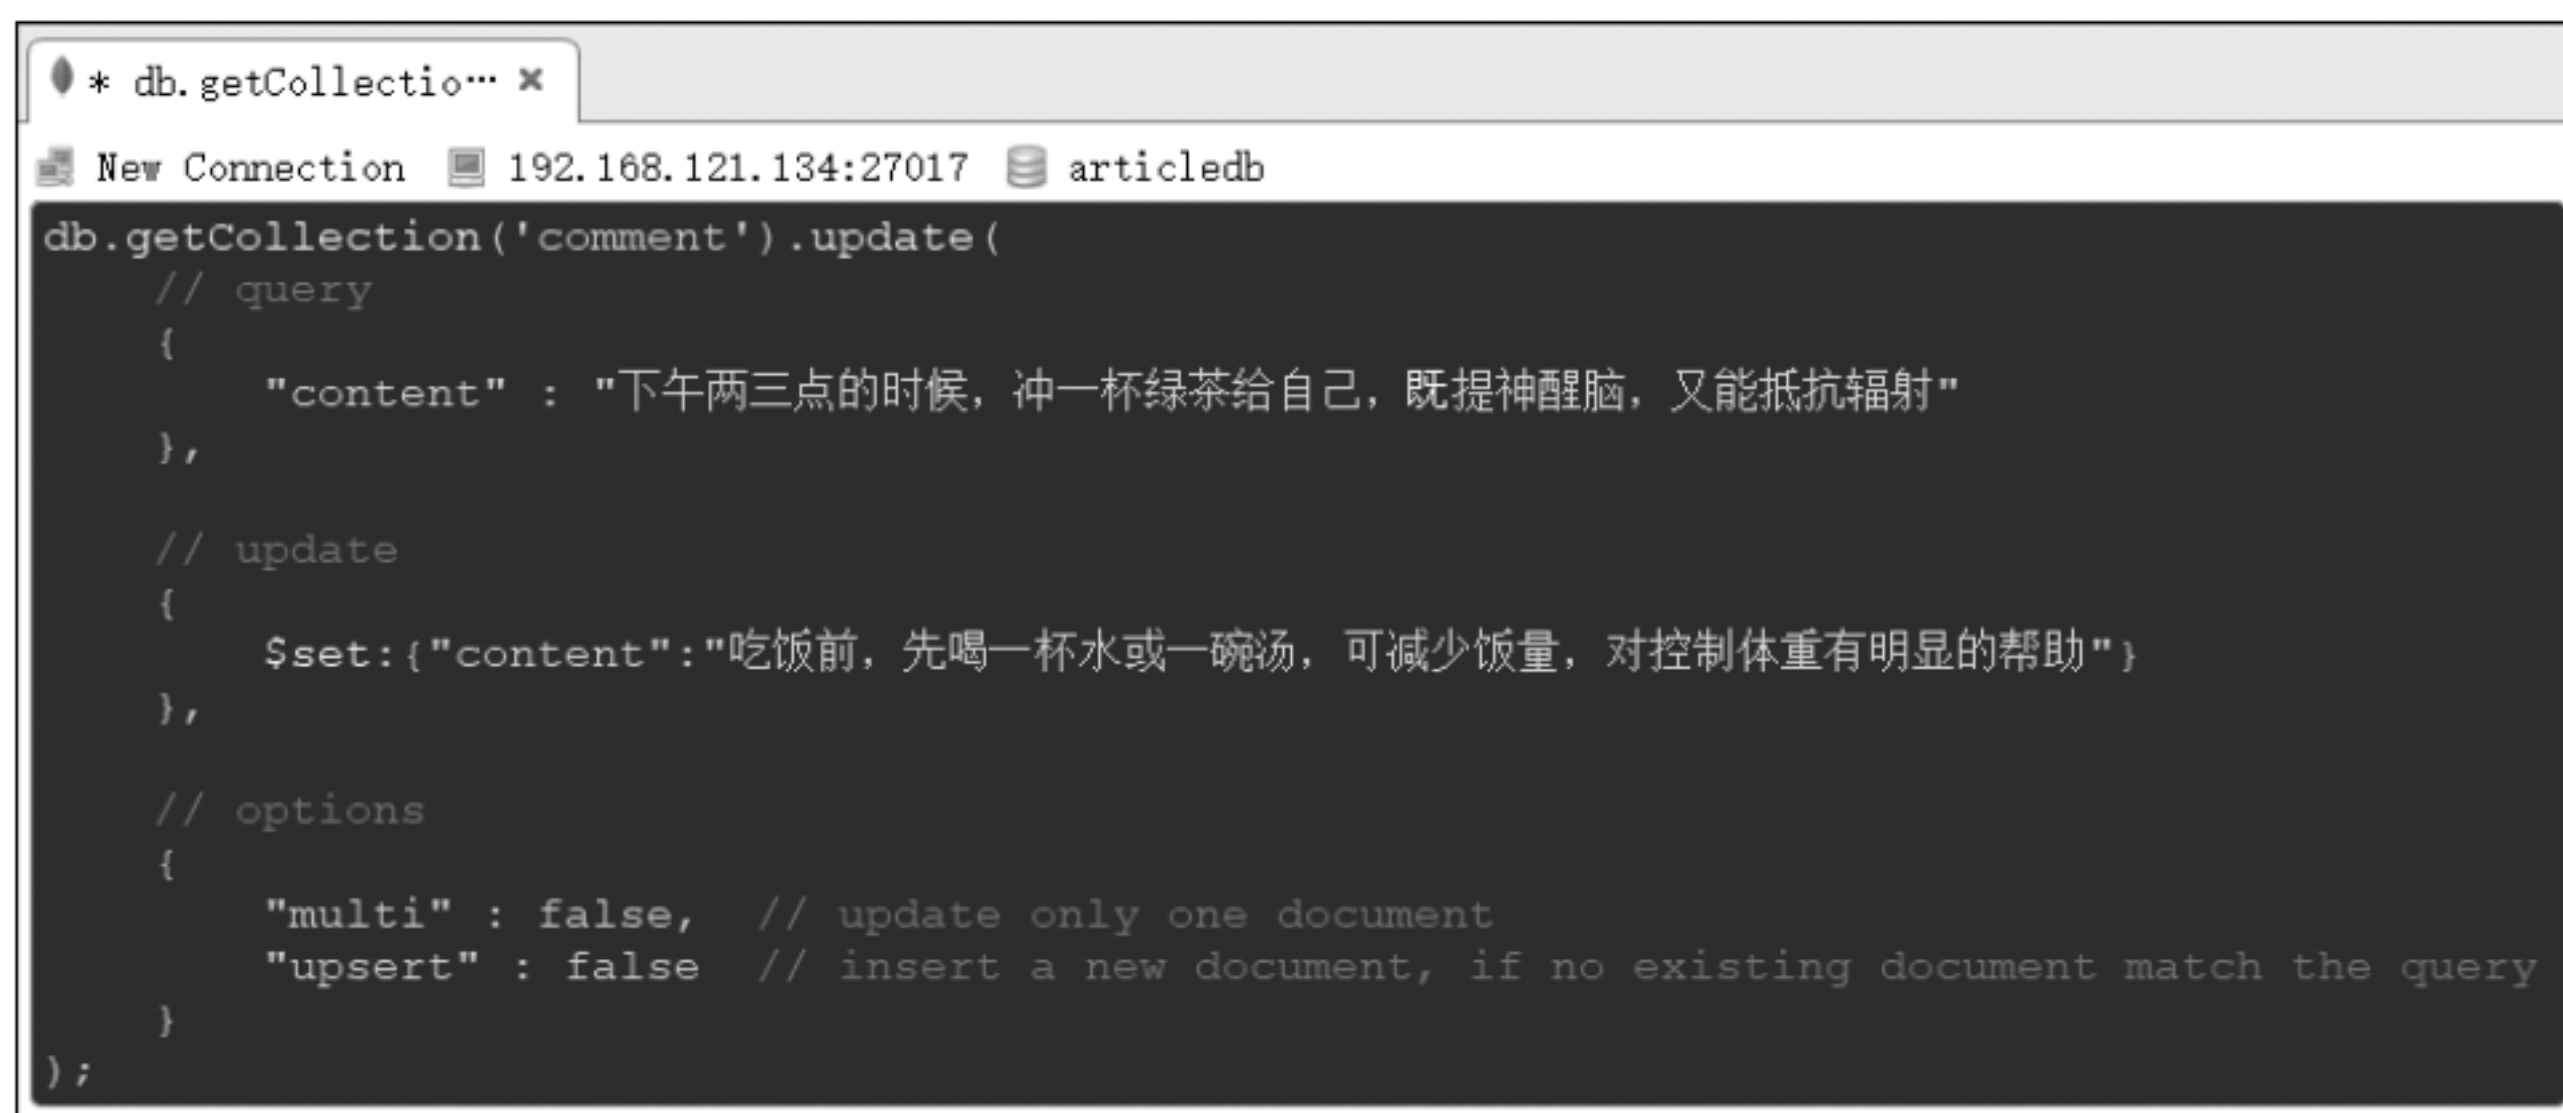 * db.getCollectio… ×
New Connection 192.168.121.134:27017 articledb
db.getCollection('comment').update(
    // query
    {
        "content" : "下午两三点的时候，冲一杯绿茶给自己，既提神醒脑，又能抵抗辐射"
    },

    // update
    {
        $set:{"content":"吃饭前，先喝一杯水或一碗汤，可减少饭量，对控制体重有明显的帮助"}
    },

    // options
    {
        "multi" : false,  // update only one document
        "upsert" : false  // insert a new document, if no existing document match the query
    }
);